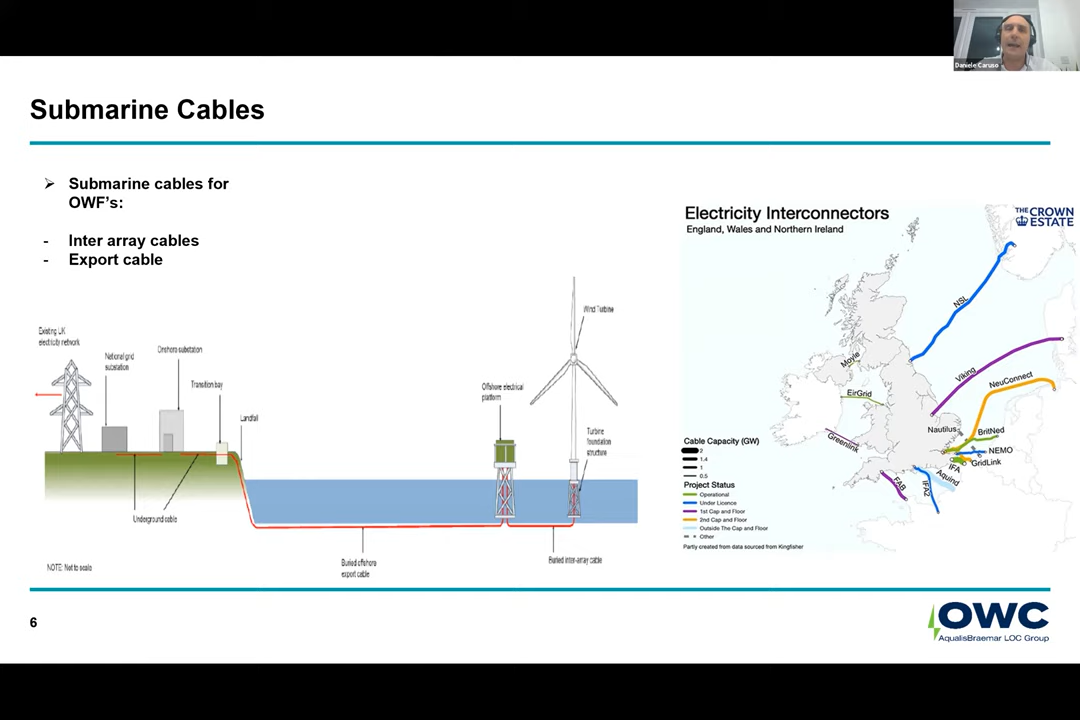 Daniele Caruso
Submarine Cables
➢ Submarine cables for
OWF's:
- Inter array cables
- Export cable
Existing UK
electricity network
National grid
substation
Onshore substation
Transition bay
Landfall
Underground cable
NOTE: Not to scale
Offshore electrical
platform
Wind Turbine
Turbine
foundation
structure
Buried offshore
export cable
Buried inter-array cable
Electricity Interconnectors
England, Wales and Northern Ireland
THE CROWN
ESTATE
NSL
Viking
NeuConnect
Moyle
EirGrid
Greenlink
Nautilus
BritNed
NEMO
GridLink
IFA
Aquind
IFA2
FAB
Cable Capacity (GW)
2
1.4
1
0.5
Project Status
Operational
Under Licence
1st Cap and Floor
2nd Cap and Floor
Outside The Cap and Floor
Other
Partly created from data sourced from Kingfisher
6
OWC
AqualisBraemar LOC Group